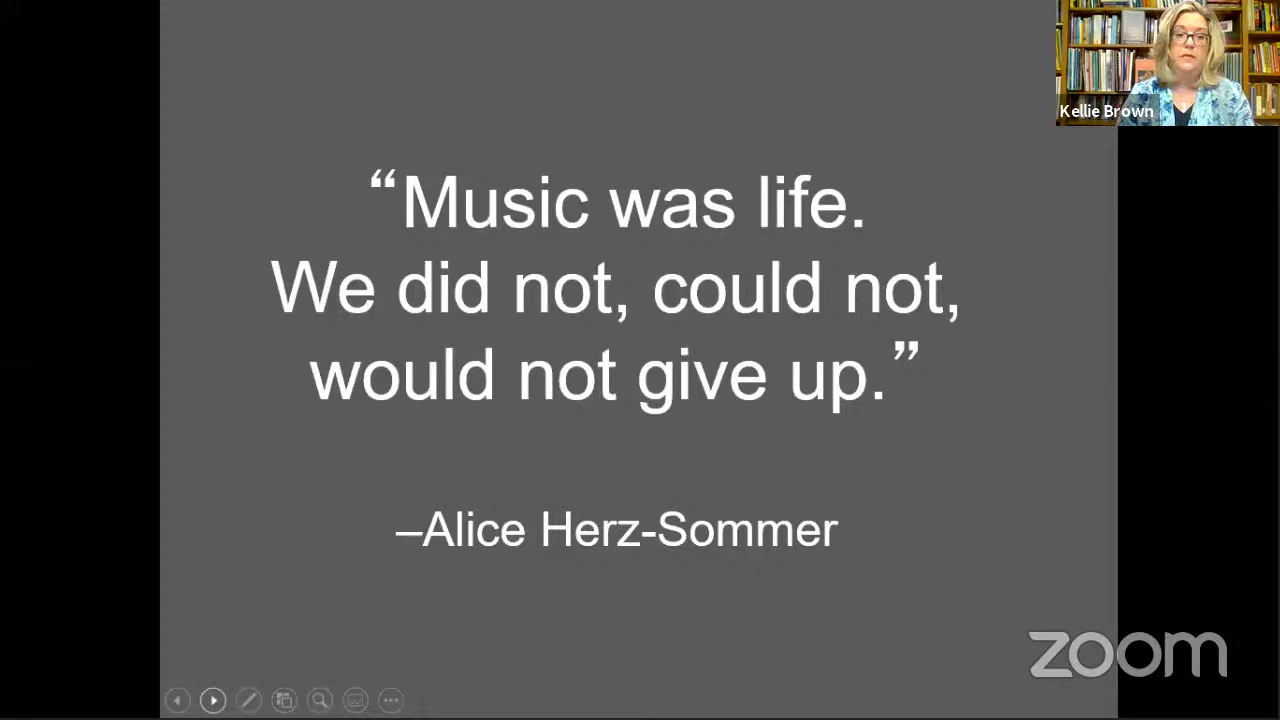 Kellie Brown
“Music was life.
We did not, could not,
would not give up.”
–Alice Herz-Sommer
zoom